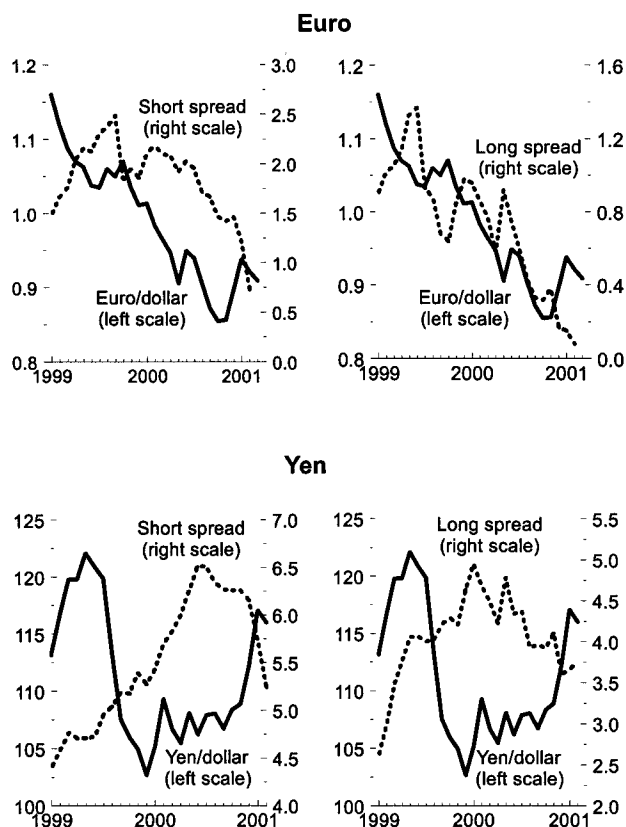 Euro
1.2
1.1
1.0
0.9
0.8
3.0
2.5
2.0
1.5
1.0
0.5
0.0
Short spread
(right scale)
Euro/dollar
(left scale)
1999 2000 2001
1.2
1.1
1.0
0.9
0.8
1.6
1.2
0.8
0.4
0.0
Long spread
(right scale)
Euro/dollar
(left scale)
1999 2000 2001
Yen
125
120
115
110
105
100
7.0
6.5
6.0
5.5
5.0
4.5
4.0
Short spread
(right scale)
Yen/dollar
(left scale)
1999 2000 2001
125
120
115
110
105
100
5.5
5.0
4.5
4.0
3.5
3.0
2.5
2.0
Long spread
(right scale)
Yen/dollar
(left scale)
1999 2000 2001